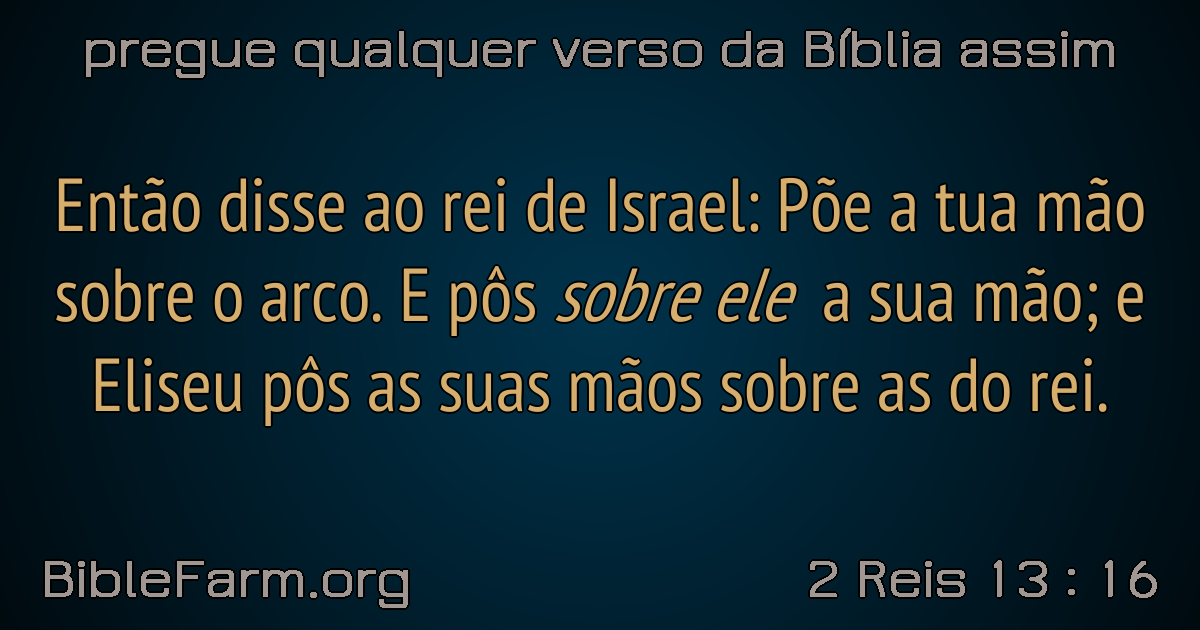 pregue qualquer verso da Bíblia assim
Então disse ao rei de Israel: Põe a tua mão
sobre o arco. E pôs sobre ele a sua mão; e
Eliseu pôs as suas mãos sobre as do rei.
BibleFarm.org
2 Reis 13 : 16